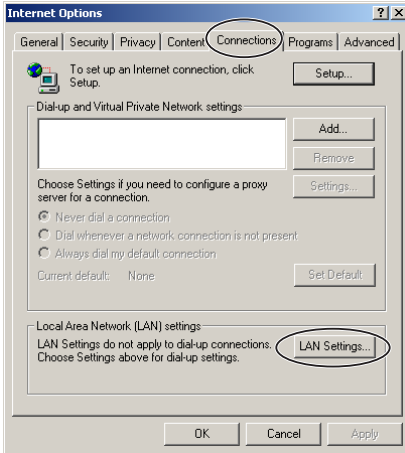 Internet Options
General Security Privacy Content Connections Programs Advanced
To set up an Internet connection, click
Setup.
Setup...
Dial-up and Virtual Private Network settings
Add...
Remove
Choose Settings if you need to configure a proxy
server for a connection.
Settings...
Never dial a connection
Dial whenever a network connection is not present
Always dial my default connection
Current default: None
Set Default
Local Area Network (LAN) settings
LAN Settings do not apply to dial-up connections.
Choose Settings above for dial-up settings.
LAN Settings...
OK Cancel Apply